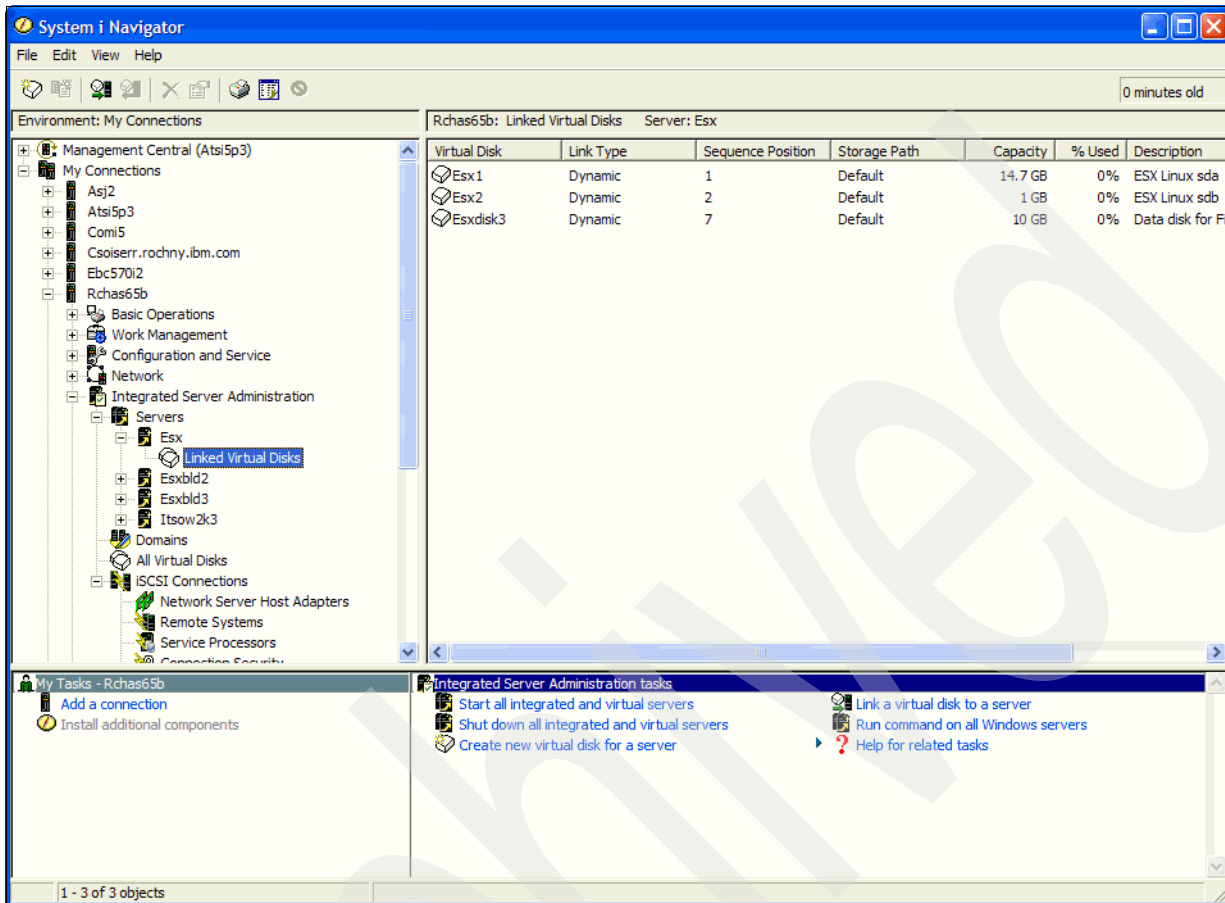 System i Navigator
File Edit View Help
0 minutes old
Environment: My Connections
Rchas65b: Linked Virtual Disks Server: Esx
Management Central (Atsi5p3)
My Connections
Asj2
Atsi5p3
Comi5
Csoiserr.rochny.ibm.com
Ebc570i2
Rchas65b
Basic Operations
Work Management
Configuration and Service
Network
Integrated Server Administration
Servers
Esx
Linked Virtual Disks
Esxbld2
Esxbld3
Itsow2k3
Domains
All Virtual Disks
iSCSI Connections
Network Server Host Adapters
Remote Systems
Service Processors
Connection Security
Virtual Disk Link Type Sequence Position Storage Path Capacity % Used Description
Esx1 Dynamic 1 Default 14.7 GB 0% ESX Linux sda
Esx2 Dynamic 2 Default 1 GB 0% ESX Linux sdb
Esxdisk3 Dynamic 7 Default 10 GB 0% Data disk for
My Tasks - Rchas65b
Add a connection
Install additional components
Integrated Server Administration tasks
Start all integrated and virtual servers
Shut down all integrated and virtual servers
Create new virtual disk for a server
Link a virtual disk to a server
Run command on all Windows servers
Help for related tasks
1 - 3 of 3 objects